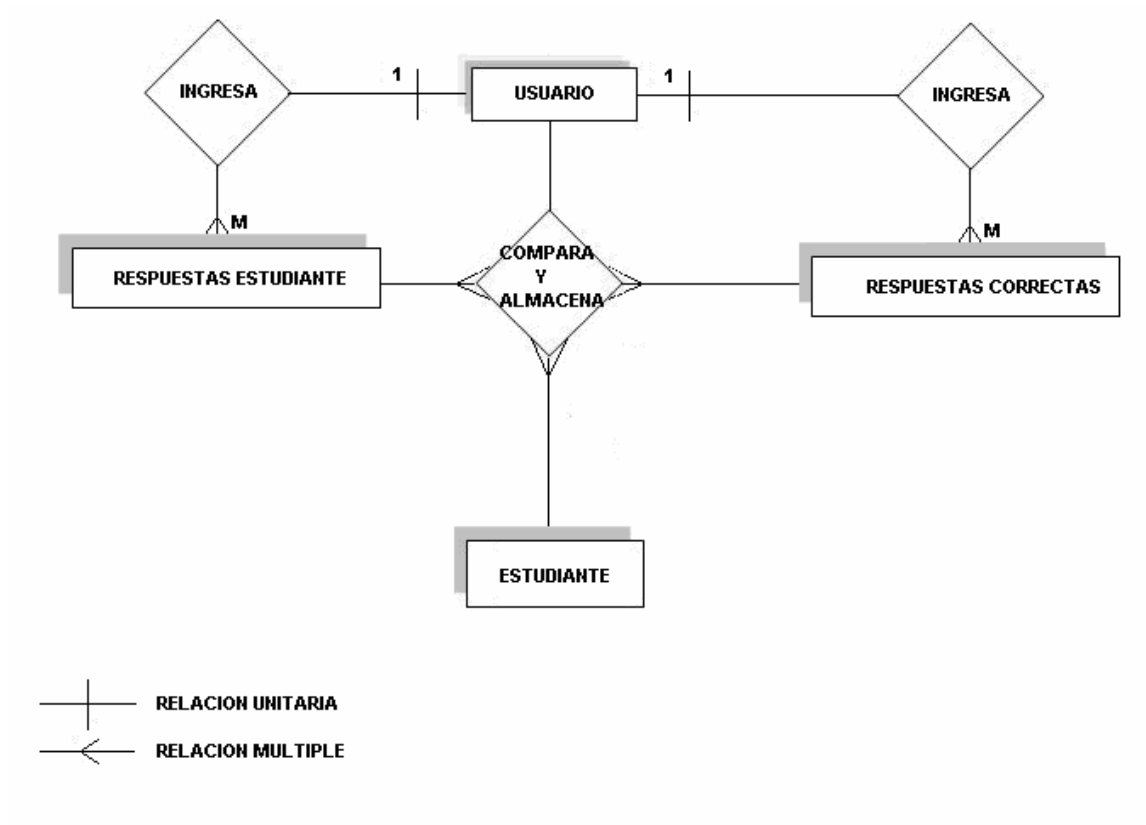 1
1
INGRESA
USUARIO
INGRESA
M
M
RESPUESTAS ESTUDIANTE
COMPARA
Y
ALMACENA
RESPUESTAS CORRECTAS
ESTUDIANTE
RELACION UNITARIA
RELACION MULTIPLE